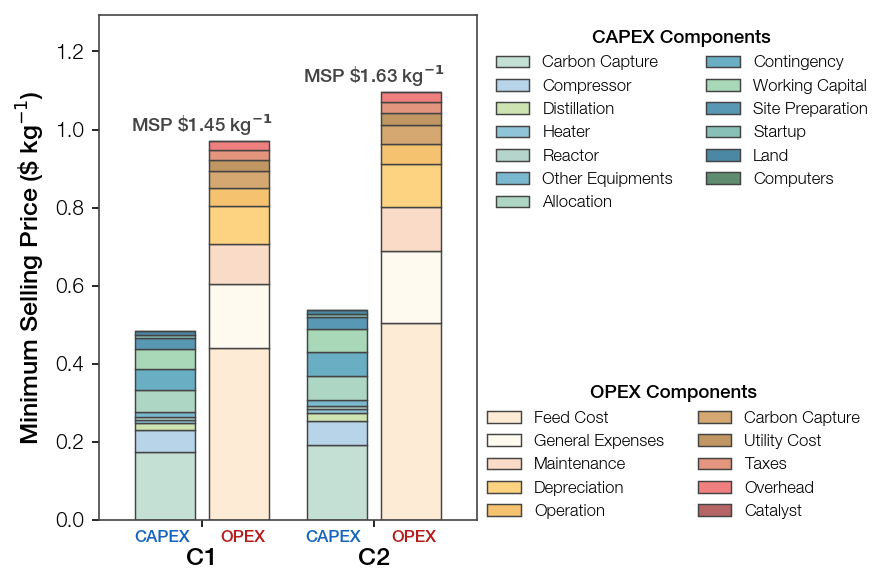 Minimum Selling Price ($ kg⁻¹)
1.2
1.0
0.8
0.6
0.4
0.2
0.0
MSP $1.45 kg⁻¹
MSP $1.63 kg⁻¹
CAPEX OPEX CAPEX OPEX
C1 C2
CAPEX Components
Carbon Capture Contingency
Compressor Working Capital
Distillation Site Preparation
Heater Startup
Reactor Land
Other Equipments Computers
Allocation
OPEX Components
Feed Cost Carbon Capture
General Expenses Utility Cost
Maintenance Taxes
Depreciation Overhead
Operation Catalyst